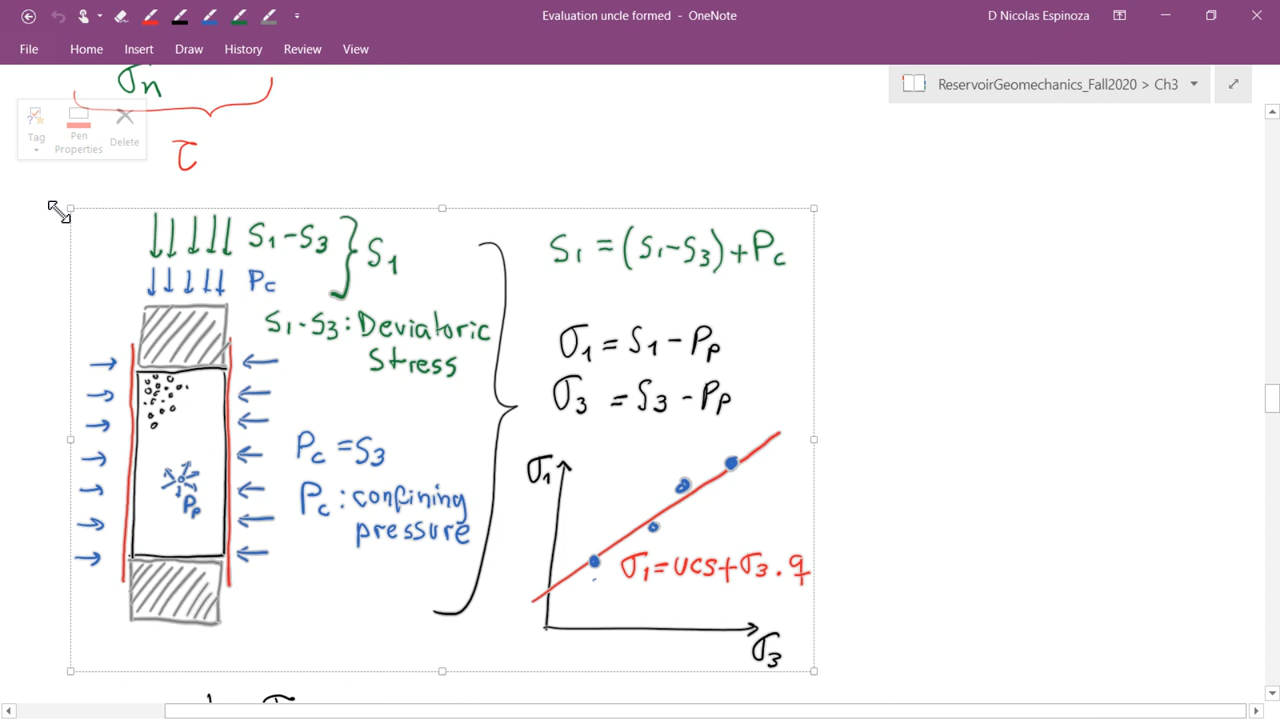 Evaluation uncle formed - OneNote
D Nicolas Espinoza
File Home Insert Draw History Review View
ReservoirGeomechanics_Fall2020 > Ch3
σn
Tag
Pen
Properties
Delete
τ
S1-S3 } S1
Pc
S1-S3: Deviatoric
Stress
Pc = S3
Pc: confining
pressure
Pp
S1 = (S1-S3)+Pc
σ1 = S1 - Pp
σ3 = S3 - Pp
σ1
σ1 = UCS + σ3 . q
σ3